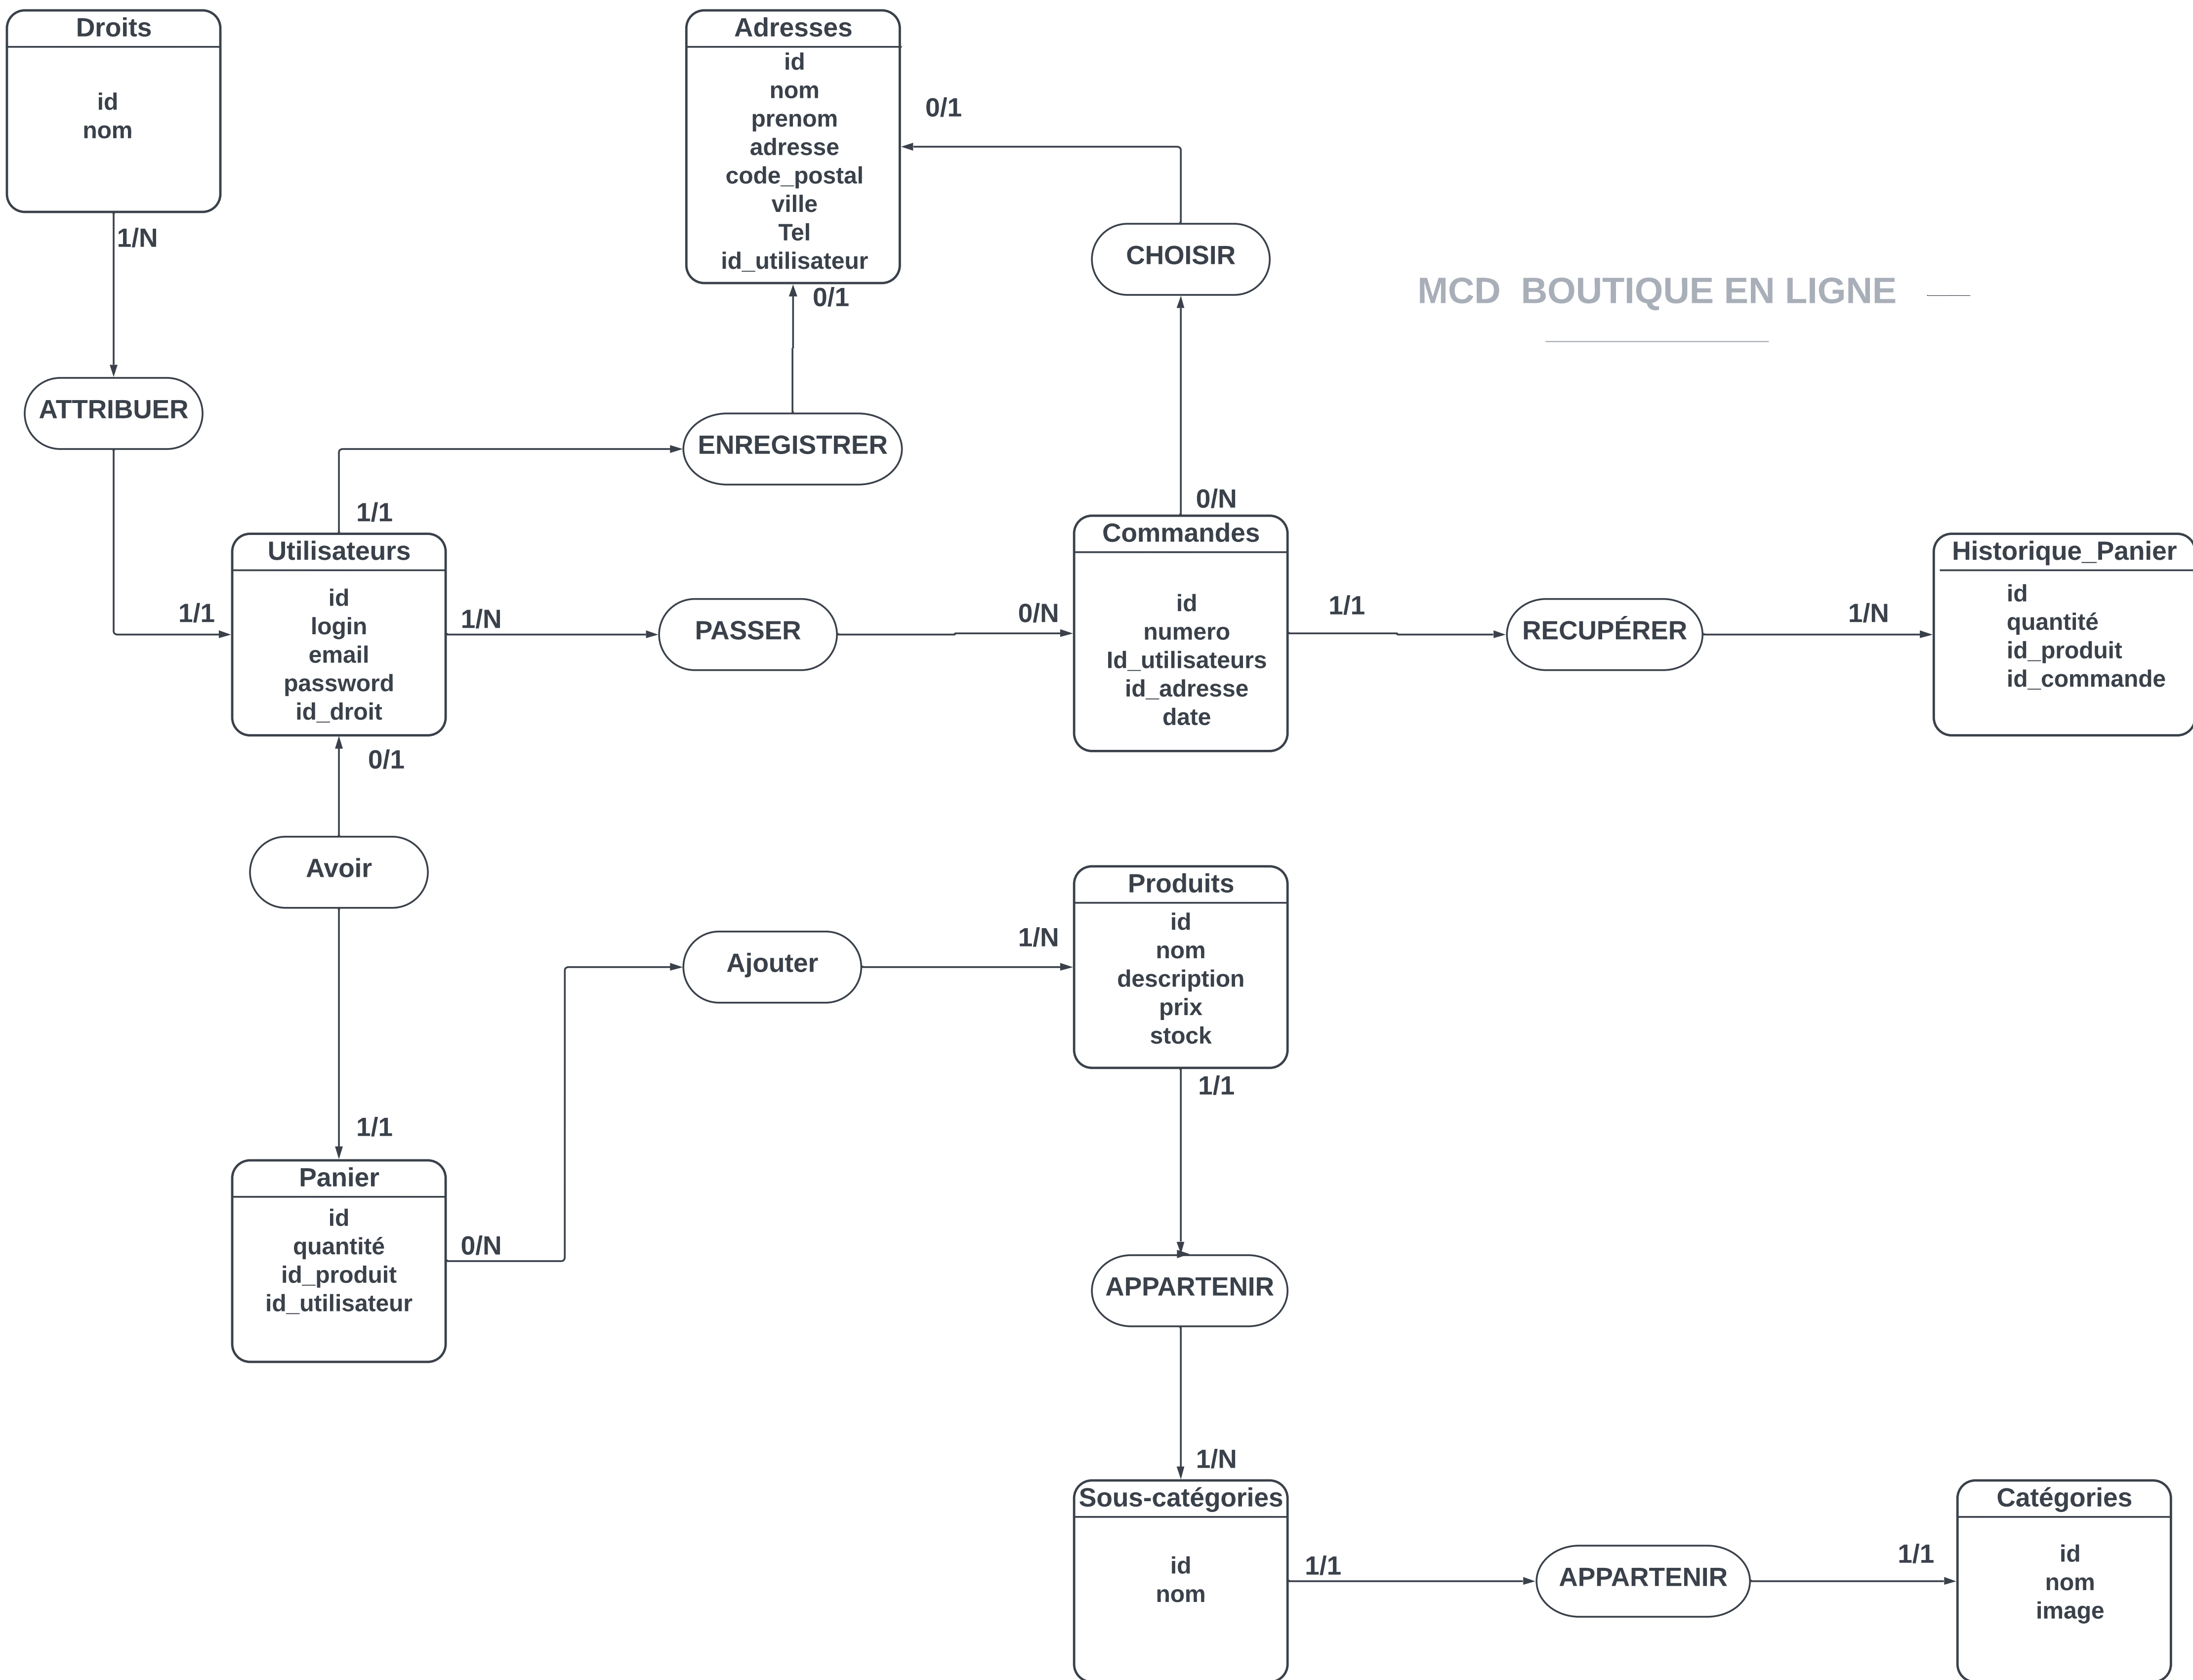 Droits
id
nom
1/N
ATTRIBUER
1/1
Adresses
id
nom
prenom
adresse
code_postal
ville
Tel
id_utilisateur
0/1
0/1
CHOISIR
MCD  BOUTIQUE EN LIGNE
ENREGISTRER
1/1
0/N
Utilisateurs
id
login
email
password
id_droit
1/N
PASSER
0/N
Commandes
id
numero
Id_utilisateurs
id_adresse
date
1/1
RECUPÉRER
1/N
Historique_Panier
id
quantité
id_produit
id_commande
0/1
Avoir
1/1
Panier
id
quantité
id_produit
id_utilisateur
0/N
Ajouter
1/N
Produits
id
nom
description
prix
stock
1/1
APPARTENIR
1/N
Sous-catégories
id
nom
1/1
APPARTENIR
1/1
Catégories
id
nom
image